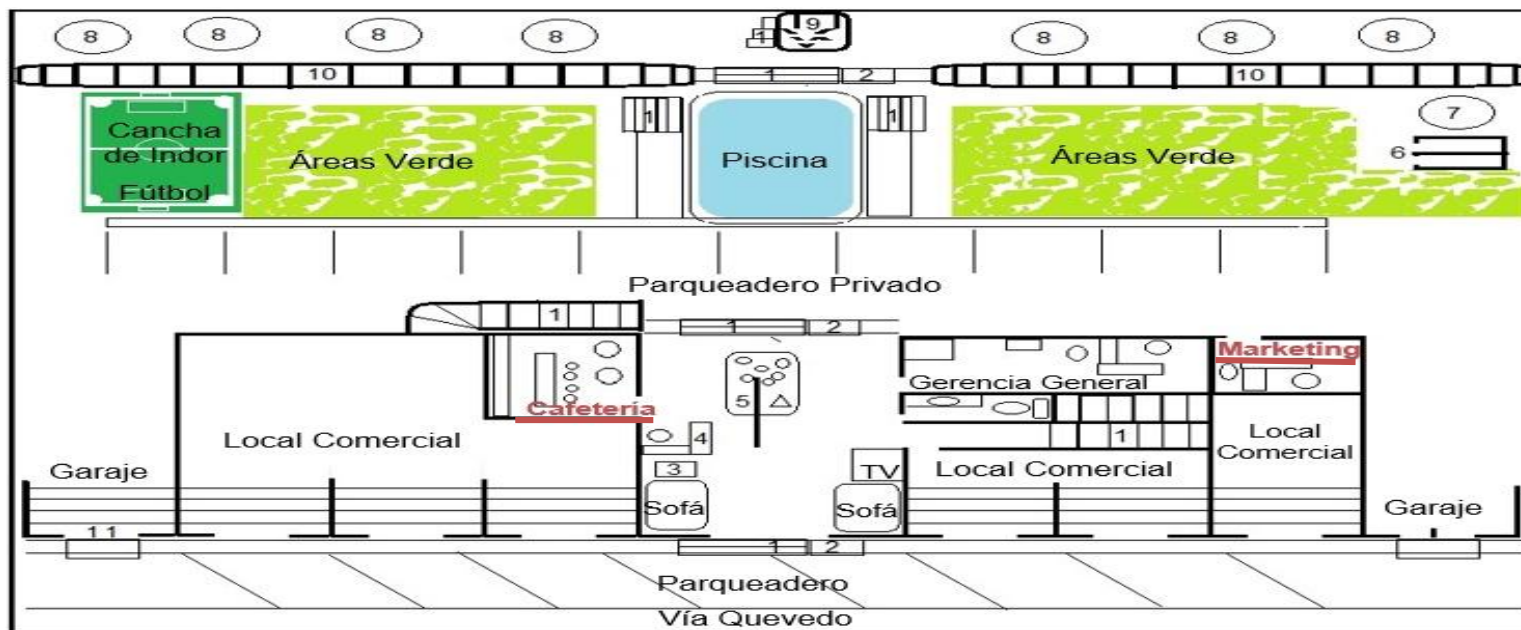 8 8 8 8 1 9 8 8 8
10 1 2 10
1 1 7
Cancha
de Indor
Fútbol
Áreas Verde
Piscina
Áreas Verde
6
Parqueadero Privado
1 1 2
Marketing
Gerencia General
5
Cafetería
4
1
Local
Comercial
Local Comercial
3
TV
Local Comercial
Garaje
Sofá
Sofá
Garaje
11
1 2
Parqueadero
Vía Quevedo